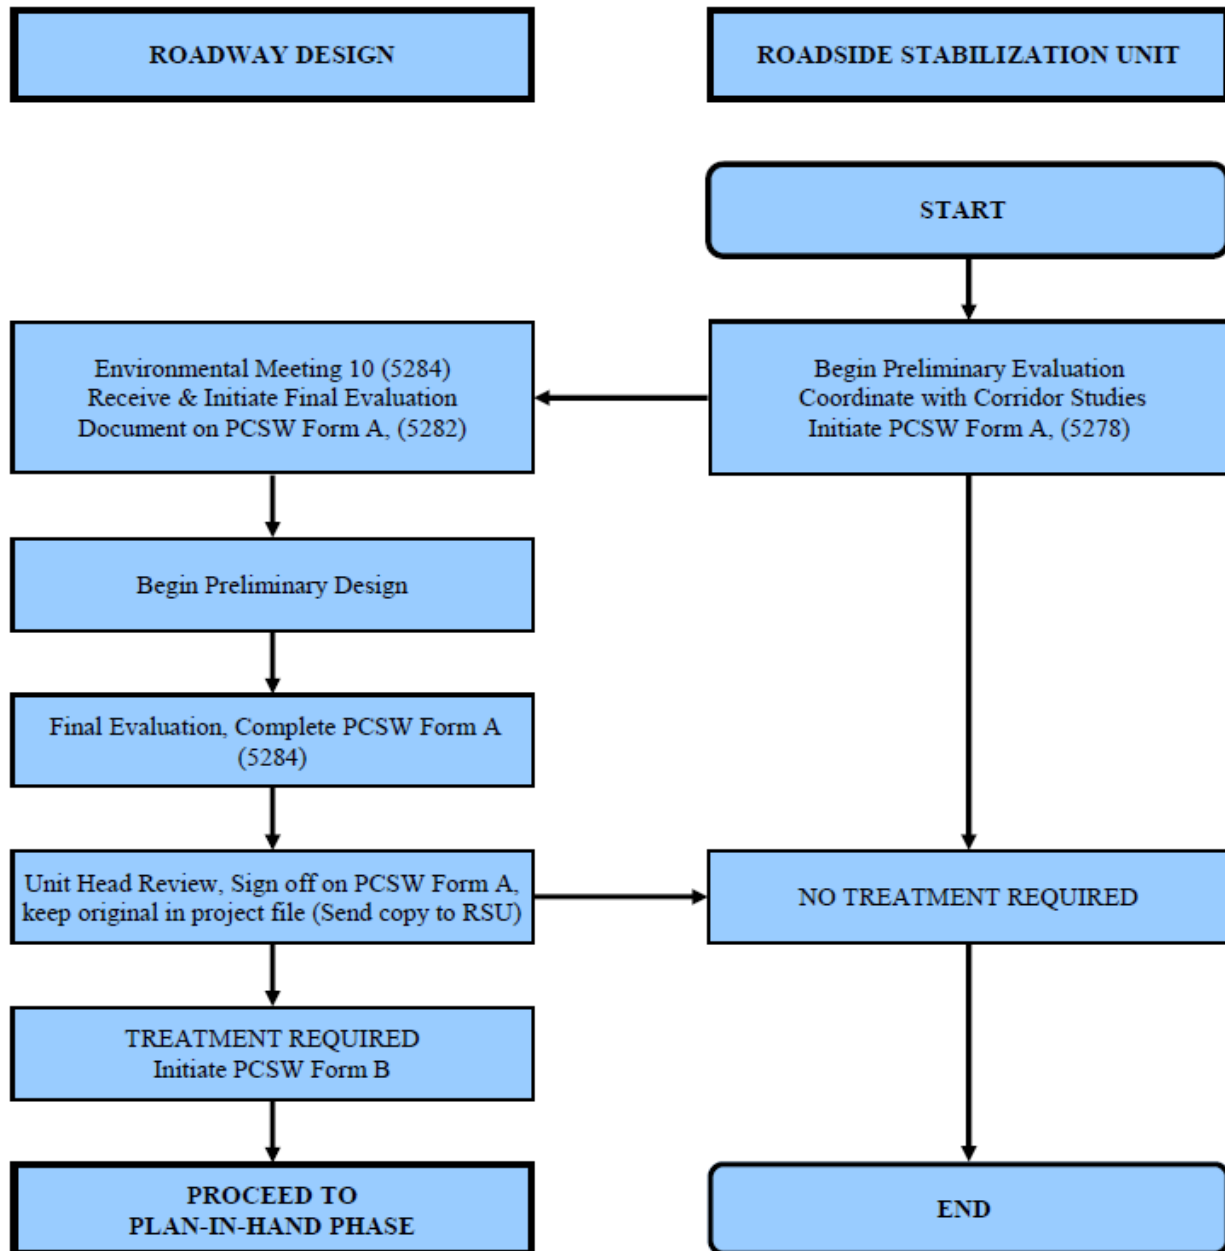 ROADWAY DESIGN
ROADSIDE STABILIZATION UNIT
START
Environmental Meeting 10 (5284)
Receive & Initiate Final Evaluation
Document on PCSW Form A, (5282)
Begin Preliminary Evaluation
Coordinate with Corridor Studies
Initiate PCSW Form A, (5278)
Begin Preliminary Design
Final Evaluation, Complete PCSW Form A
(5284)
Unit Head Review, Sign off on PCSW Form A,
keep original in project file (Send copy to RSU)
NO TREATMENT REQUIRED
TREATMENT REQUIRED
Initiate PCSW Form B
PROCEED TO
PLAN-IN-HAND PHASE
END